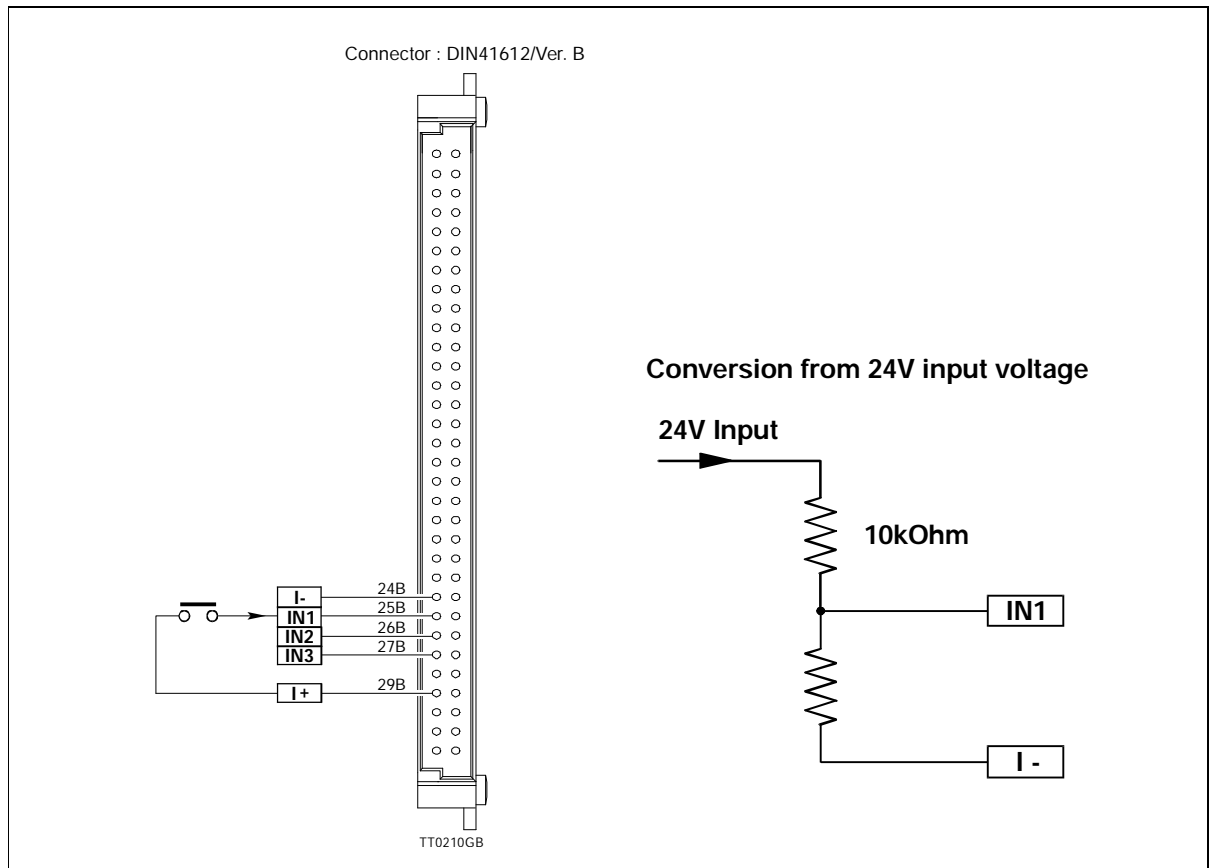 Connector : DIN41612/Ver. B
I-
24B
IN1
25B
IN2
26B
IN3
27B
I+
29B
TT0210GB
Conversion from 24V input voltage
24V Input
10kOhm
IN1
I -